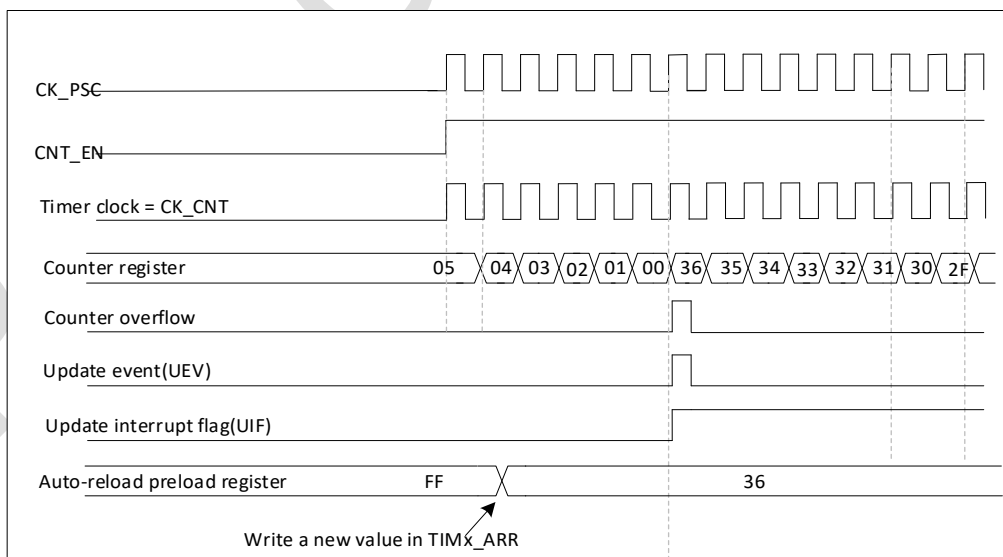 CK_PSC
CNT_EN
Timer clock = CK_CNT
Counter register 05 04 03 02 01 00 36 35 34 33 32 31 30 2F
Counter overflow
Update event(UEV)
Update interrupt flag(UIF)
Auto-reload preload register FF 36
Write a new value in TIMx_ARR